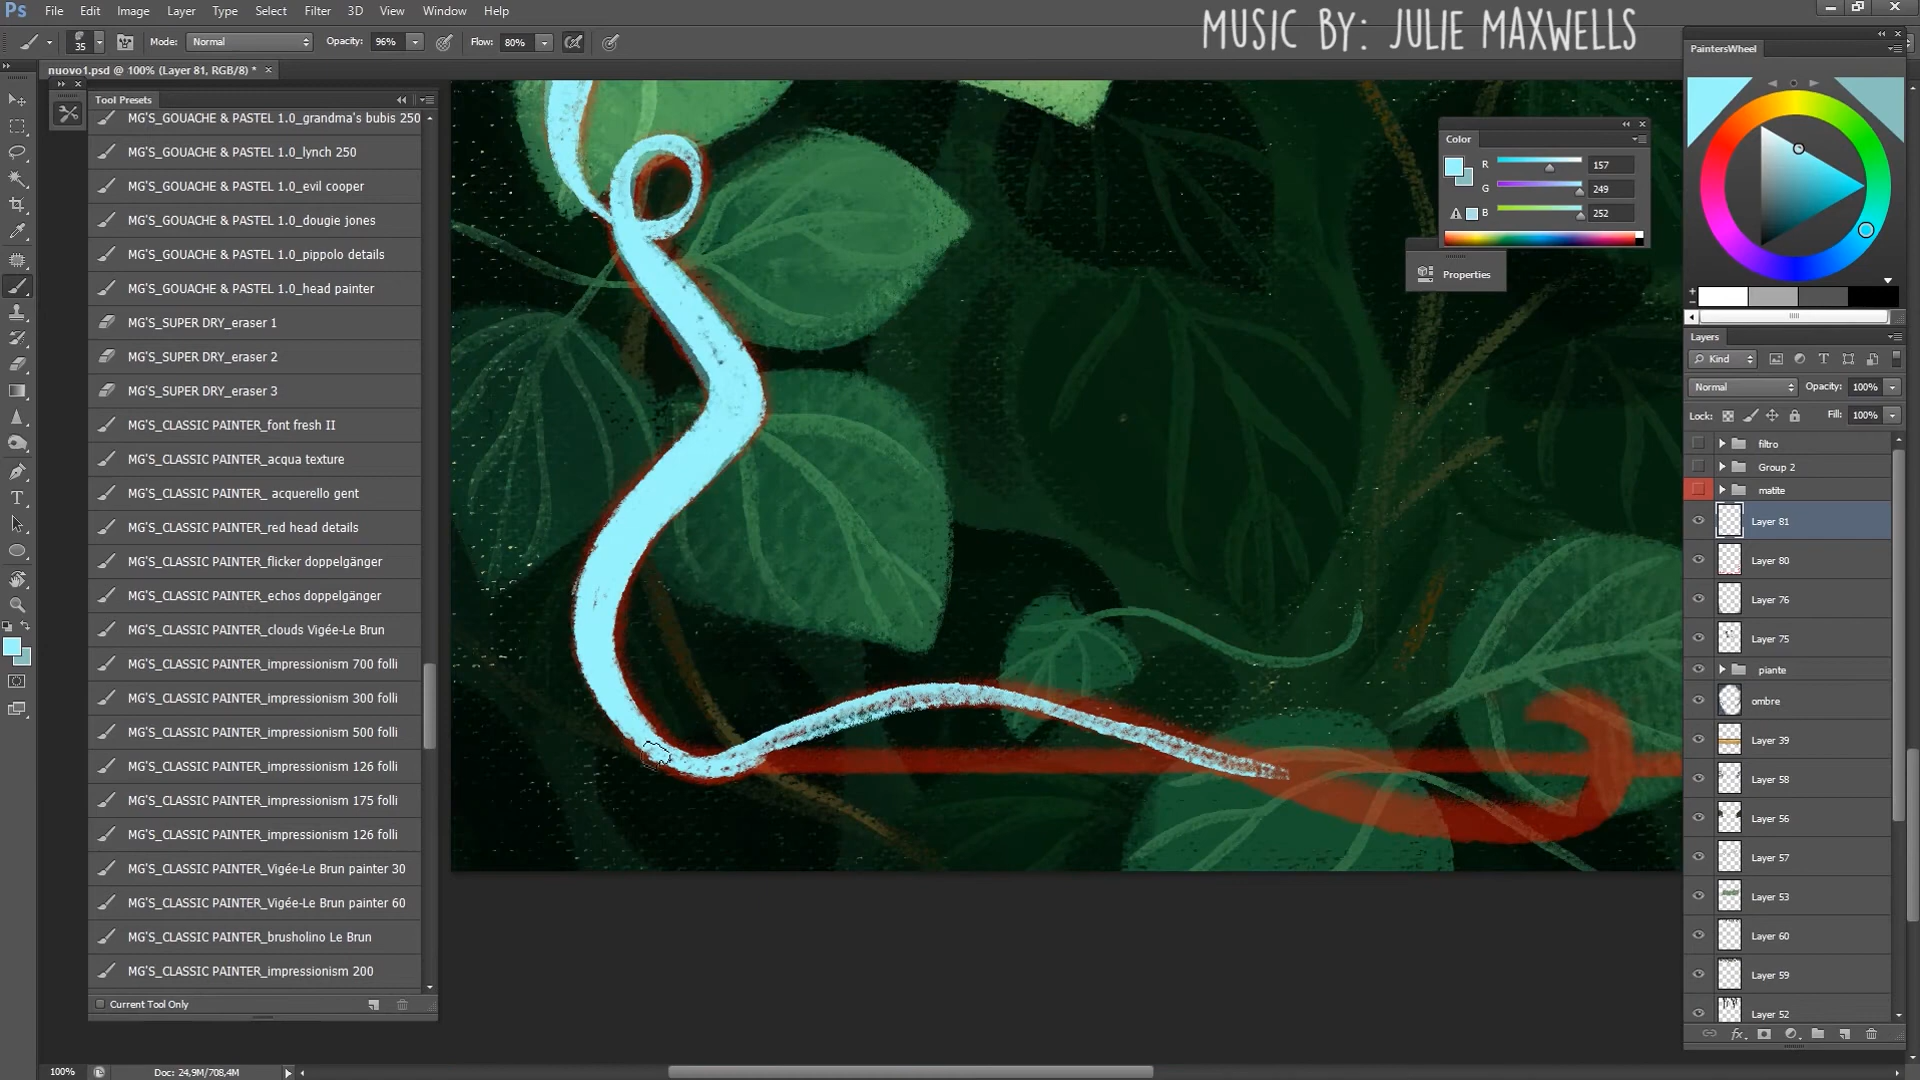 Ps File Edit Image Layer Type Select Filter 3D View Window Help
MUSIC BY: JULIE MAXWELLS
35 Mode: Normal Opacity: 96% Flow: 80%
nuovo1.psd @ 100% (Layer 81, RGB/8) * ×
Tool Presets
MG'S_GOUACHE & PASTEL 1.0_grandma's bubis 250
MG'S_GOUACHE & PASTEL 1.0_lynch 250
MG'S_GOUACHE & PASTEL 1.0_evil cooper
MG'S_GOUACHE & PASTEL 1.0_dougie jones
MG'S_GOUACHE & PASTEL 1.0_pippolo details
MG'S_GOUACHE & PASTEL 1.0_head painter
MG'S_SUPER DRY_eraser 1
MG'S_SUPER DRY_eraser 2
MG'S_SUPER DRY_eraser 3
MG'S_CLASSIC PAINTER_font fresh II
MG'S_CLASSIC PAINTER_acqua texture
MG'S_CLASSIC PAINTER_ acquerello gent
MG'S_CLASSIC PAINTER_red head details
MG'S_CLASSIC PAINTER_flicker doppelgänger
MG'S_CLASSIC PAINTER_echos doppelgänger
MG'S_CLASSIC PAINTER_clouds Vigée-Le Brun
MG'S_CLASSIC PAINTER_impressionism 700 folli
MG'S_CLASSIC PAINTER_impressionism 300 folli
MG'S_CLASSIC PAINTER_impressionism 500 folli
MG'S_CLASSIC PAINTER_impressionism 126 folli
MG'S_CLASSIC PAINTER_impressionism 175 folli
MG'S_CLASSIC PAINTER_impressionism 126 folli
MG'S_CLASSIC PAINTER_Vigée-Le Brun painter 30
MG'S_CLASSIC PAINTER_Vigée-Le Brun painter 60
MG'S_CLASSIC PAINTER_brusholino Le Brun
MG'S_CLASSIC PAINTER_impressionism 200
Current Tool Only
100% Doc: 24,9M/708,4M
Color
R 157
G 249
B 252
Properties
PaintersWheel
Layers
Kind
Normal Opacity: 100%
Lock: Fill: 100%
filtro
Group 2
matite
Layer 81
Layer 80
Layer 76
Layer 75
piante
ombre
Layer 39
Layer 58
Layer 56
Layer 57
Layer 53
Layer 60
Layer 59
Layer 52
fx